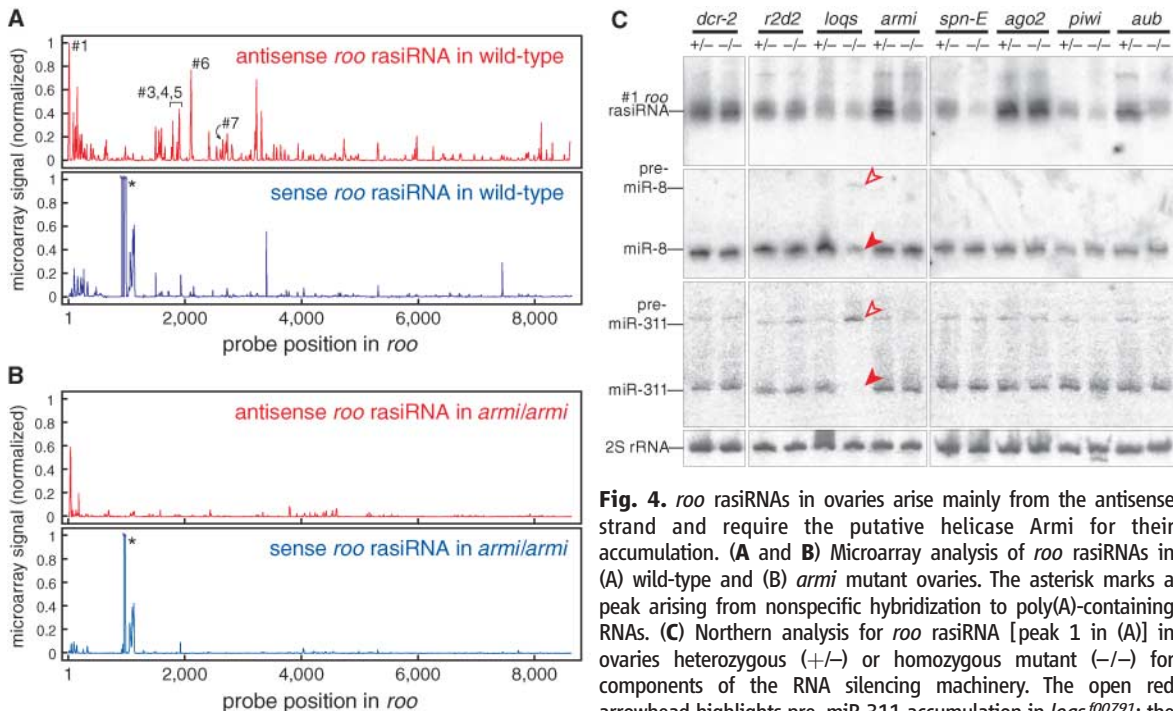 A
#1
antisense roo rasiRNA in wild-type
#6
#3,4,5
#7
1
0.8
0.6
0.4
0.2
0
sense roo rasiRNA in wild-type
*
1
0.8
0.6
0.4
0.2
0
microarray signal (normalized)
1 2,000 4,000 6,000 8,000
probe position in roo
B
antisense roo rasiRNA in armi/armi
1
0.8
0.6
0.4
0.2
0
sense roo rasiRNA in armi/armi
*
1
0.8
0.6
0.4
0.2
0
microarray signal (normalized)
1 2,000 4,000 6,000 8,000
probe position in roo
C
dcr-2 r2d2 loqs armi spn-E ago2 piwi aub
+/– –/– +/– –/– +/– –/– +/– –/– +/– –/– +/– –/– +/– –/– +/– –/–
#1 roo
rasiRNA
pre-
miR-8
miR-8
pre-
miR-311
miR-311
2S rRNA
Fig. 4. roo rasiRNAs in ovaries arise mainly from the antisense
strand and require the putative helicase Armi for their
accumulation. (A and B) Microarray analysis of roo rasiRNAs in
(A) wild-type and (B) armi mutant ovaries. The asterisk marks a
peak arising from nonspecific hybridization to poly(A)-containing
RNAs. (C) Northern analysis for roo rasiRNA [peak 1 in (A)] in
ovaries heterozygous (+/–) or homozygous mutant (–/–) for
components of the RNA silencing machinery. The open red
arrowhead highlights pre-miR-311 accumulation in loqs f00791; the